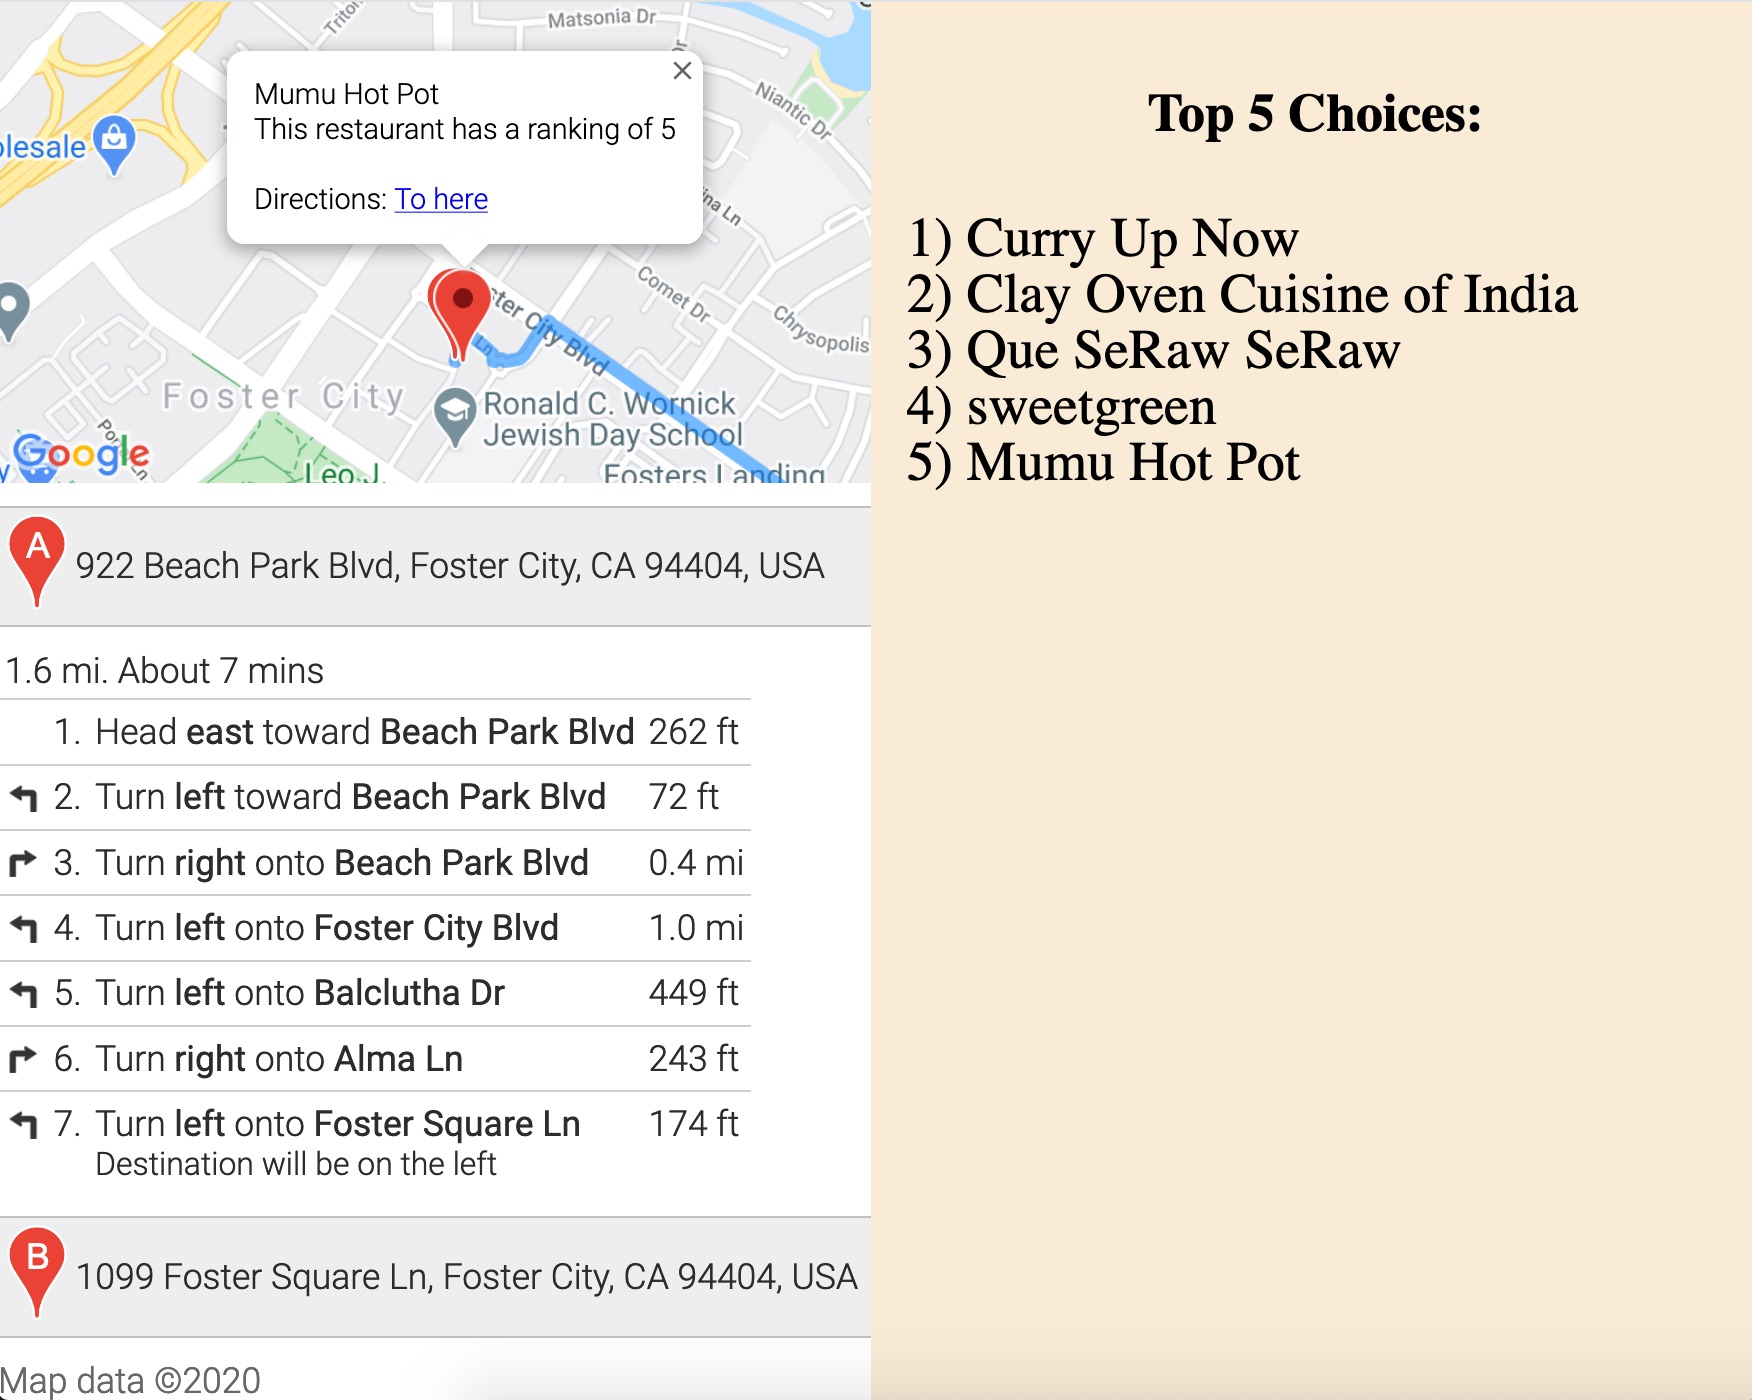 Matsonia Dr
Niantic Dr
Mumu Hot Pot
This restaurant has a ranking of 5
Directions: To here
Comet Dr
Chrysopolis
ster City Blvd
Ln
Foster City
Ronald C. Wornick
Jewish Day School
Google
Leo J.
Fosters Landing
A
922 Beach Park Blvd, Foster City, CA 94404, USA
1.6 mi. About 7 mins
1. Head east toward Beach Park Blvd 262 ft
2. Turn left toward Beach Park Blvd 72 ft
3. Turn right onto Beach Park Blvd 0.4 mi
4. Turn left onto Foster City Blvd 1.0 mi
5. Turn left onto Balclutha Dr 449 ft
6. Turn right onto Alma Ln 243 ft
7. Turn left onto Foster Square Ln 174 ft
Destination will be on the left
B
1099 Foster Square Ln, Foster City, CA 94404, USA
Map data ©2020
Top 5 Choices:
1) Curry Up Now
2) Clay Oven Cuisine of India
3) Que SeRaw SeRaw
4) sweetgreen
5) Mumu Hot Pot